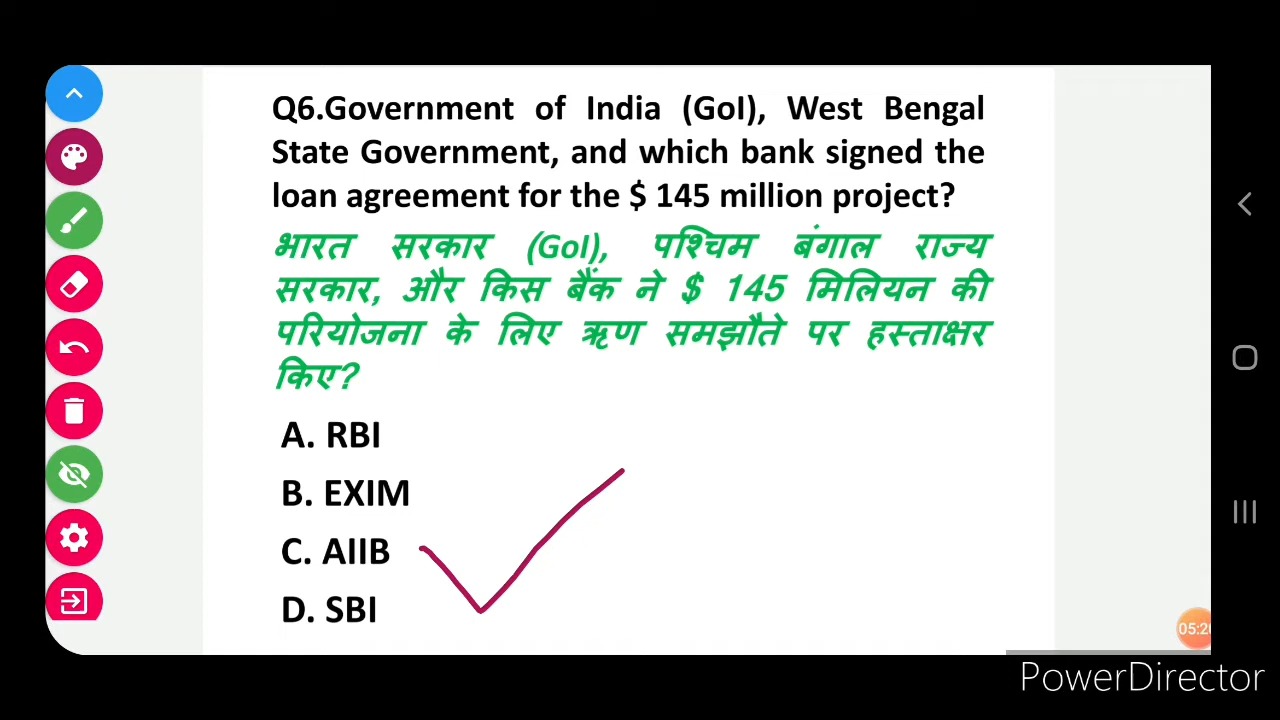 Q6.Government of India (GoI), West Bengal
State Government, and which bank signed the
loan agreement for the $ 145 million project?
भारत सरकार (GoI), पश्चिम बंगाल राज्य
सरकार, और किस बैंक ने $ 145 मिलियन की
परियोजना के लिए ऋण समझौते पर हस्ताक्षर
किए?
A. RBI
B. EXIM
C. AIIB
D. SBI
PowerDirector